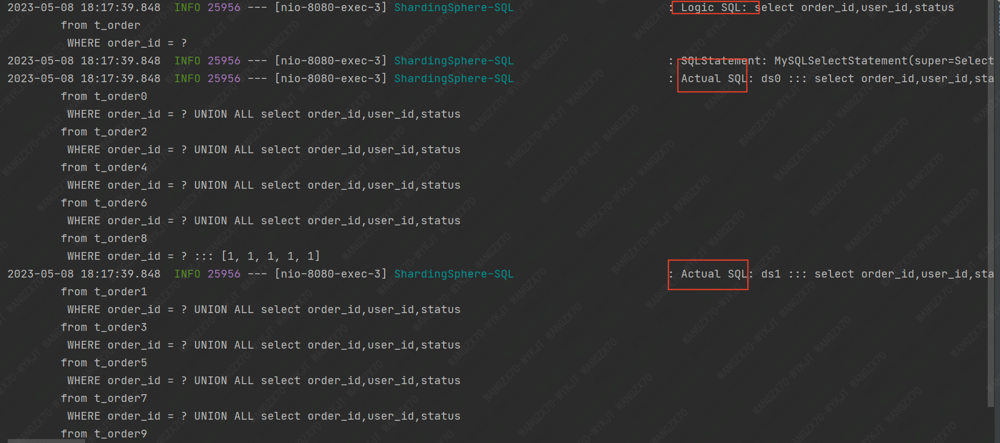 2023-05-08 18:17:39.848  INFO 25956 --- [nio-8080-exec-3] ShardingSphere-SQL                       : Logic SQL: select order_id,user_id,status
        from t_order
         WHERE order_id = ?
2023-05-08 18:17:39.848  INFO 25956 --- [nio-8080-exec-3] ShardingSphere-SQL                       : SQLStatement: MySQLSelectStatement(super=Select
2023-05-08 18:17:39.848  INFO 25956 --- [nio-8080-exec-3] ShardingSphere-SQL                       : Actual SQL: ds0 ::: select order_id,user_id,sta
        from t_order0
         WHERE order_id = ? UNION ALL select order_id,user_id,status
        from t_order2
         WHERE order_id = ? UNION ALL select order_id,user_id,status
        from t_order4
         WHERE order_id = ? UNION ALL select order_id,user_id,status
        from t_order6
         WHERE order_id = ? UNION ALL select order_id,user_id,status
        from t_order8
         WHERE order_id = ? ::: [1, 1, 1, 1, 1]
2023-05-08 18:17:39.848  INFO 25956 --- [nio-8080-exec-3] ShardingSphere-SQL                       : Actual SQL: ds1 ::: select order_id,user_id,sta
        from t_order1
         WHERE order_id = ? UNION ALL select order_id,user_id,status
        from t_order3
         WHERE order_id = ? UNION ALL select order_id,user_id,status
        from t_order5
         WHERE order_id = ? UNION ALL select order_id,user_id,status
        from t_order7
         WHERE order_id = ? UNION ALL select order_id,user_id,status
        from t_order9
WANGZX70-WYKJT